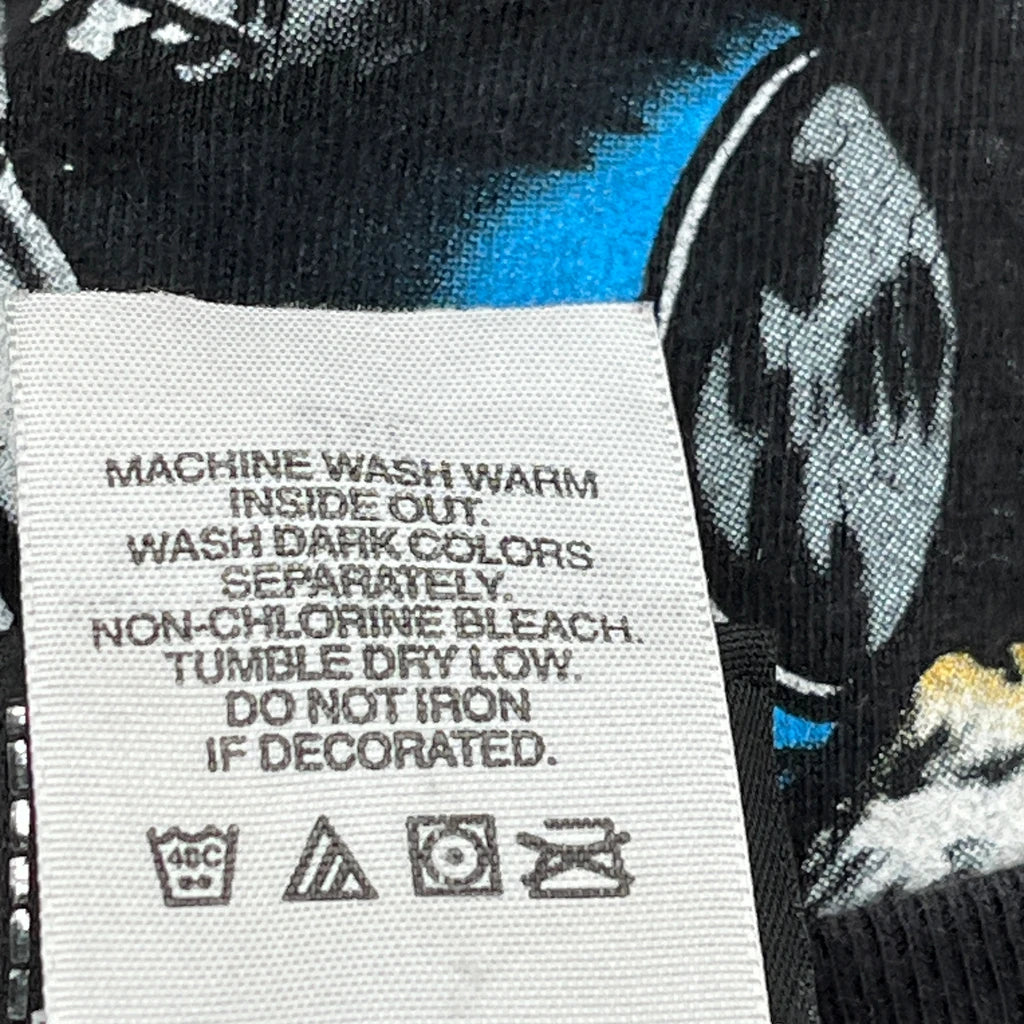 MACHINE WASH WARM
INSIDE OUT.
WASH DARK COLORS
SEPARATELY.
NON-CHLORINE BLEACH.
TUMBLE DRY LOW.
DO NOT IRON
IF DECORATED.
40C